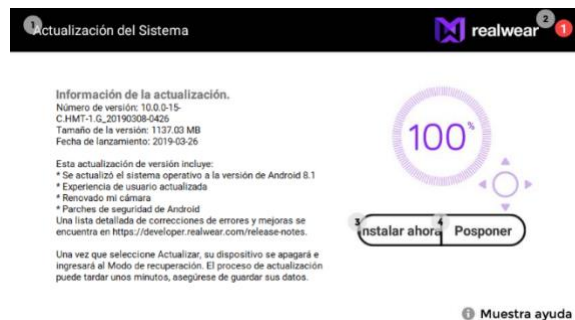 1 Actualización del Sistema
realwear 2 1
Información de la actualización.
Número de versión: 10.0.0-15-
C.HMT-1.G_20190308-0426
Tamaño de la versión: 1137.03 MB
Fecha de lanzamiento: 2019-03-26
Esta actualización de versión incluye:
* Se actualizó el sistema operativo a la versión de Android 8.1
* Experiencia de usuario actualizada
* Renovado mi cámara
* Parches de seguridad de Android
Una lista detallada de correcciones de errores y mejoras se
encuentra en https://developer.realwear.com/release-notes.
Una vez que seleccione Actualizar, su dispositivo se apagará e
ingresará al Modo de recuperación. El proceso de actualización
puede tardar unos minutos, asegúrese de guardar sus datos.
100%
3 Instalar ahora 4 Posponer
Muestra ayuda